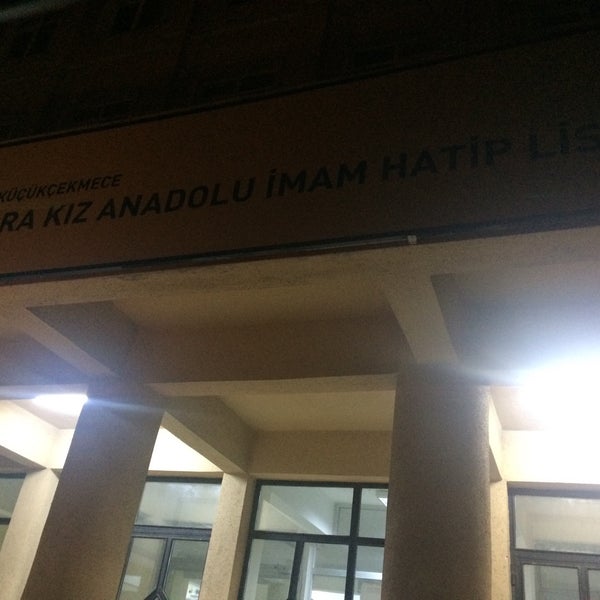 KÜÇÜKÇEKMECE
RA KIZ ANADOLU İMAM HATİP LİS